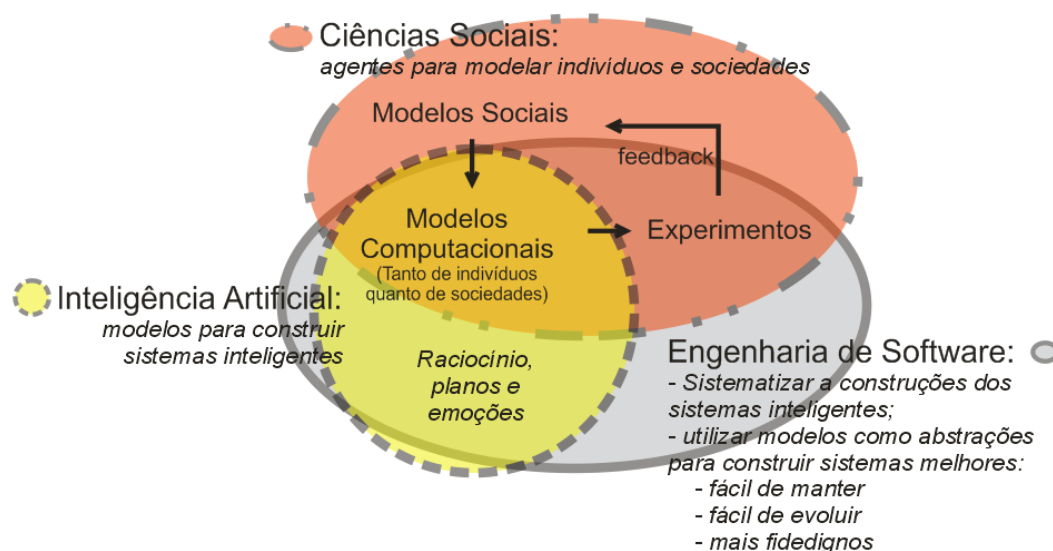 Ciências Sociais:
agentes para modelar indivíduos e sociedades
Modelos Sociais
feedback
Modelos
Computacionais
(Tanto de indivíduos
quanto de sociedades)
Experimentos
Inteligência Artificial:
modelos para construir
sistemas inteligentes
Raciocínio,
planos e
emoções
Engenharia de Software:
- Sistematizar a construções dos
sistemas inteligentes;
- utilizar modelos como abstrações
para construir sistemas melhores:
- fácil de manter
- fácil de evoluir
- mais fidedignos